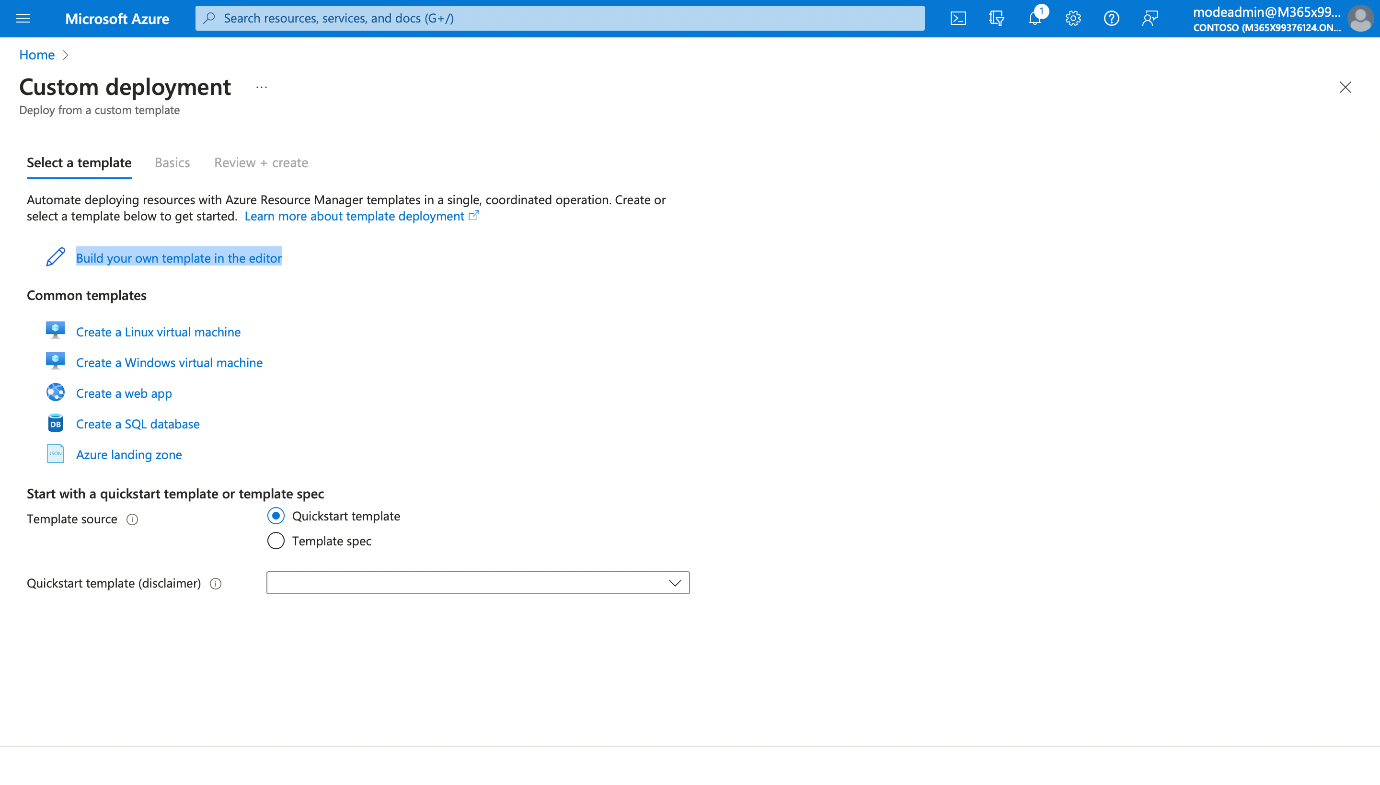 Microsoft Azure
Search resources, services, and docs (G+/)
1
modeadmin@M365x99...
CONTOSO (M365X99376124.ON...
Home
Custom deployment ...
Deploy from a custom template
Select a template Basics Review + create
Automate deploying resources with Azure Resource Manager templates in a single, coordinated operation. Create or
select a template below to get started. Learn more about template deployment
Build your own template in the editor
Common templates
Create a Linux virtual machine
Create a Windows virtual machine
Create a web app
DB Create a SQL database
Azure landing zone
Start with a quickstart template or template spec
Template source
Quickstart template
Template spec
Quickstart template (disclaimer)